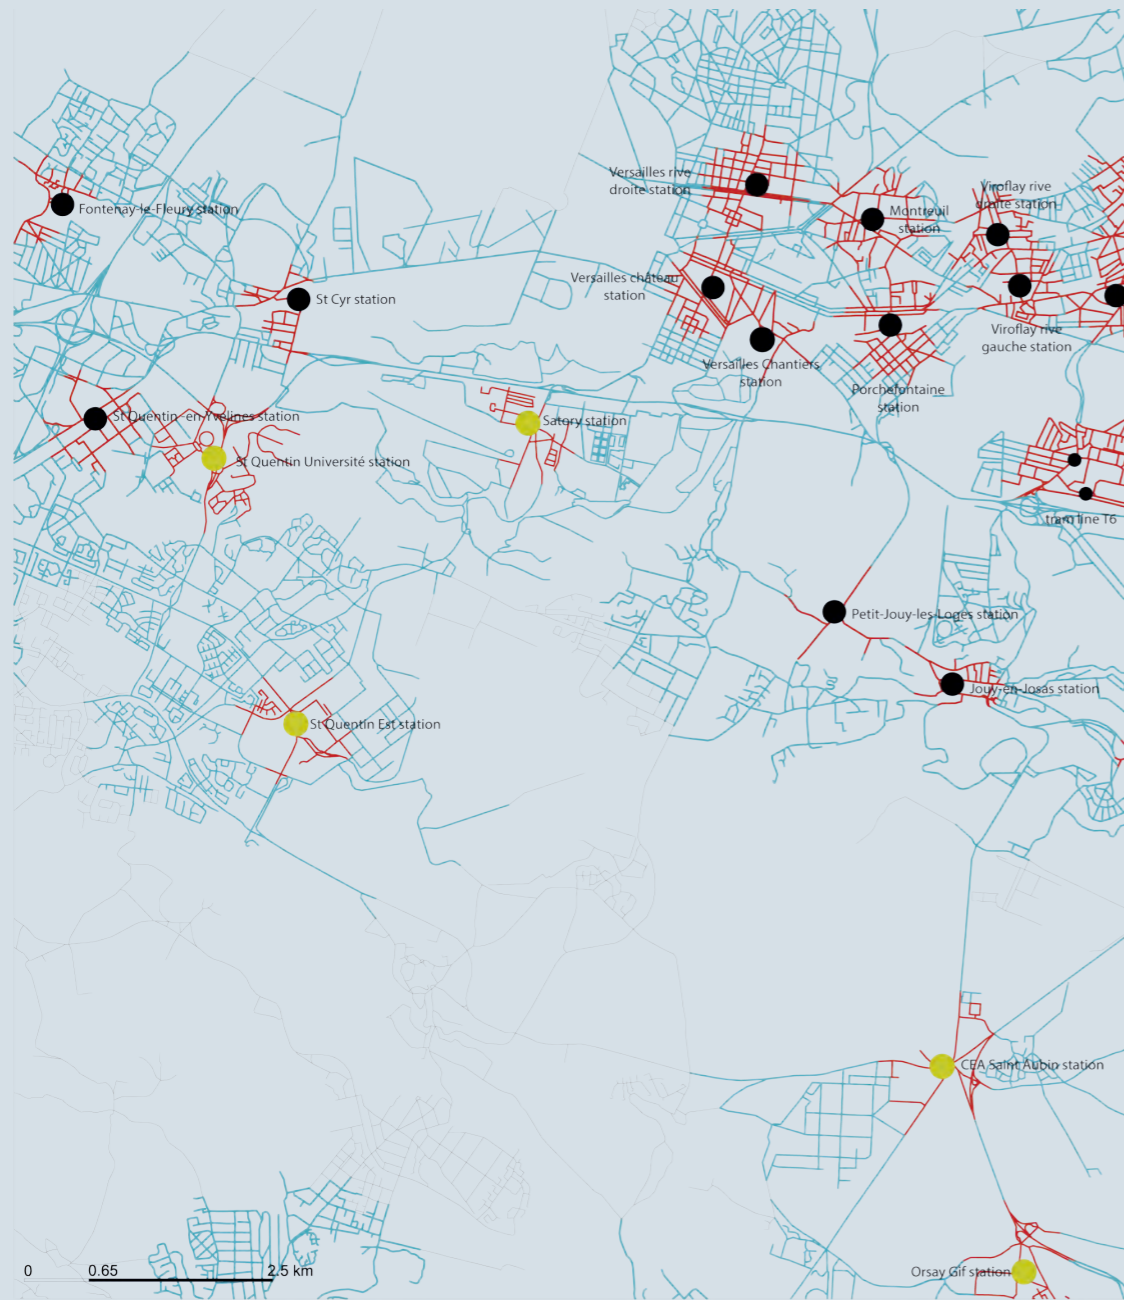 Versailles rive
droite station
Viroflay rive
droite station
Fontenay-le-Fleury station
Montreuil
station
Versailles château
station
St Cyr station
Viroflay rive
gauche station
Versailles Chantiers
station
Porchefontaine
station
St Quentin -en-Yvelines station
Satory station
St Quentin Université station
tram line T6
Petit-Jouy-les-Loges station
Jouy-en-Josas station
St Quentin Est station
CEA Saint Aubin station
Orsay Gif station
0 0.65 2.5 km